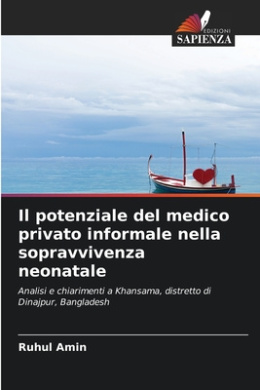 EDIZIONI
SAPIENZA
Il potenziale del medico
privato informale nella
sopravvivenza
neonatale
Analisi e chiarimenti a Khansama, distretto di
Dinajpur, Bangladesh
Ruhul Amin